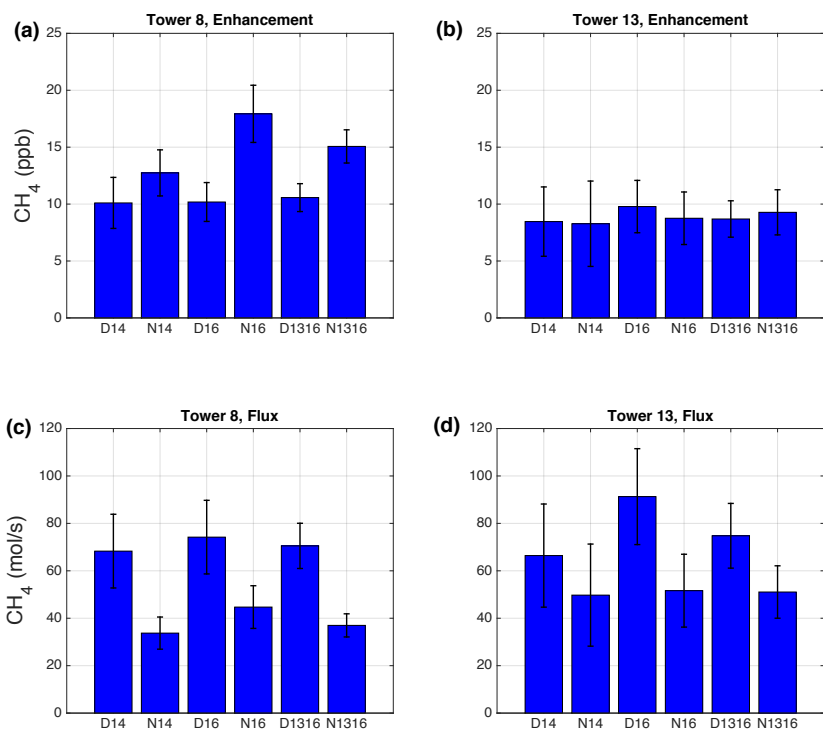 (a)
Tower 8, Enhancement
CH4 (ppb)
25
20
15
10
5
0
D14 N14 D16 N16 D1316 N1316
(b)
Tower 13, Enhancement
25
20
15
10
5
0
D14 N14 D16 N16 D1316 N1316
(c)
Tower 8, Flux
CH4 (mol/s)
120
100
80
60
40
20
0
D14 N14 D16 N16 D1316 N1316
(d)
Tower 13, Flux
120
100
80
60
40
20
0
D14 N14 D16 N16 D1316 N1316